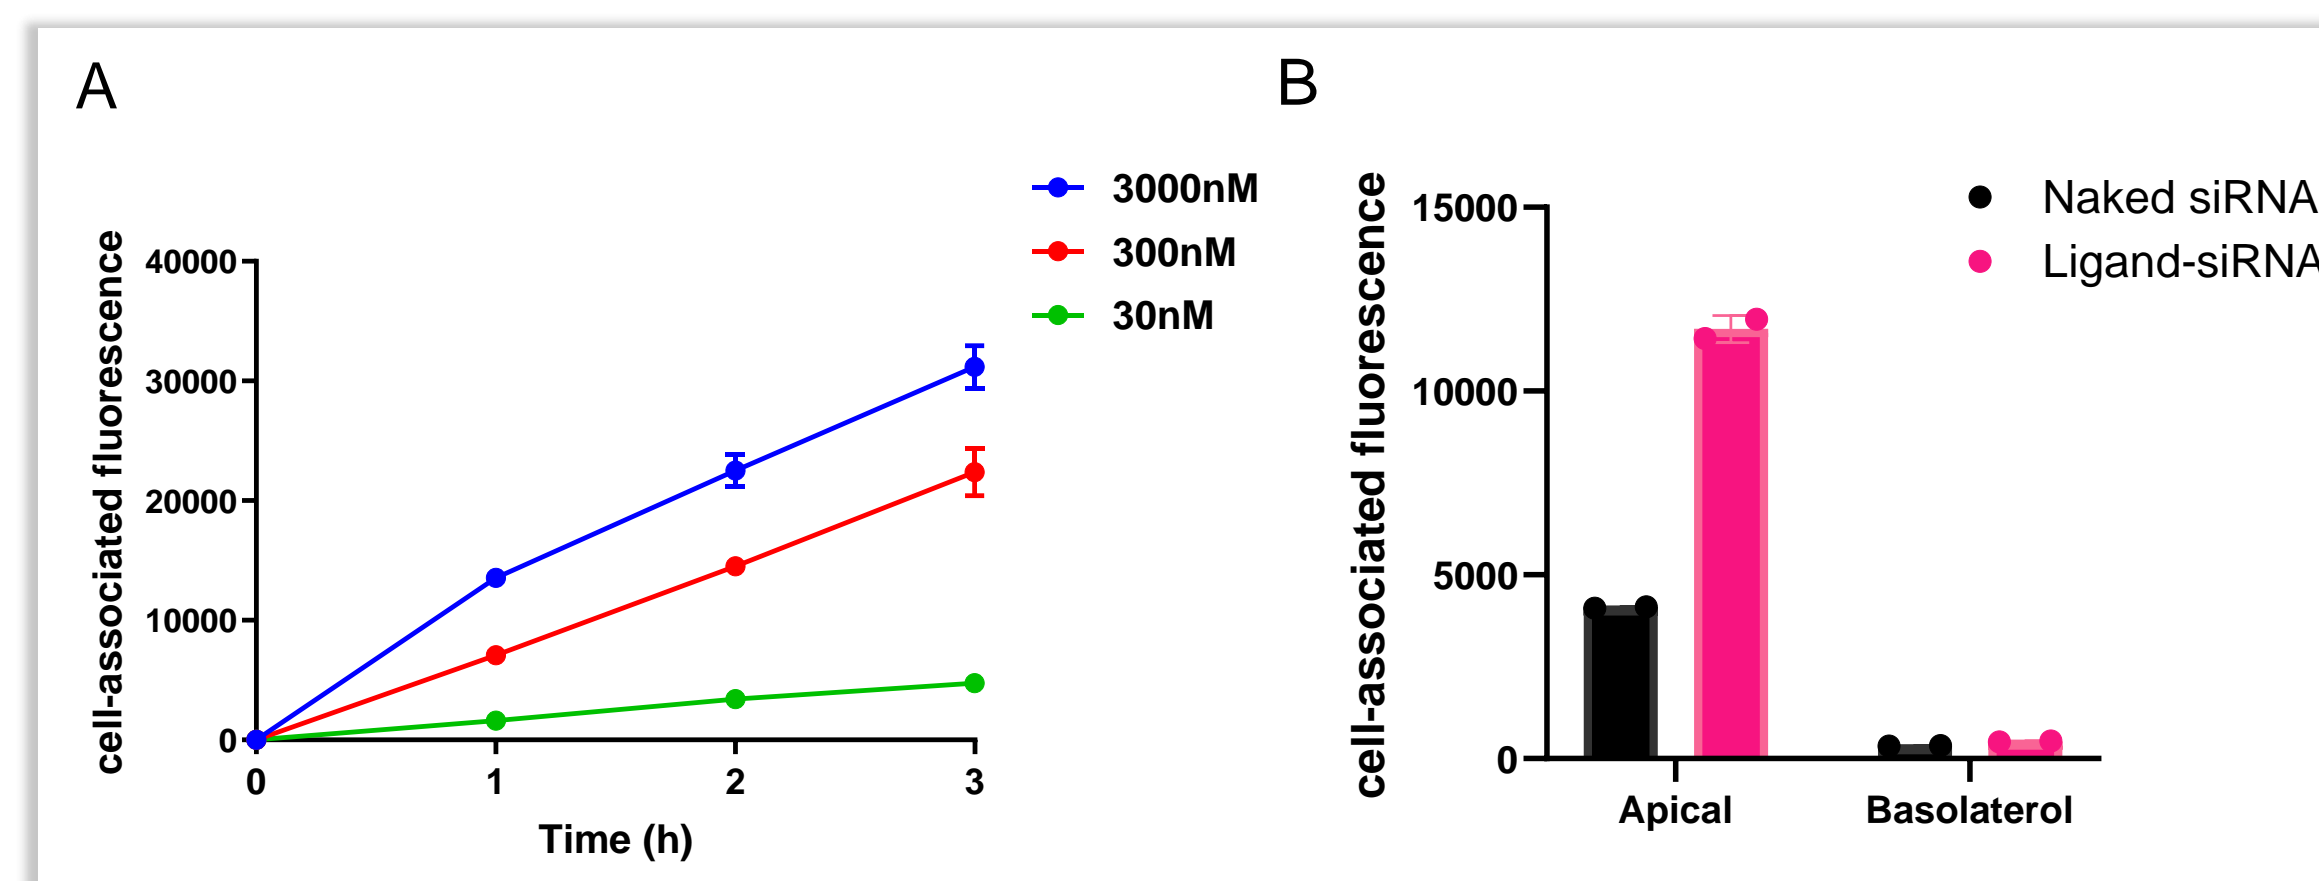 A
cell-associated fluorescence
40000
30000
20000
10000
0
0
1
2
3
Time (h)
3000nM
300nM
30nM
B
cell-associated fluorescence
15000
10000
5000
0
Apical
Basolaterol
Naked siRNA
Ligand-siRNA